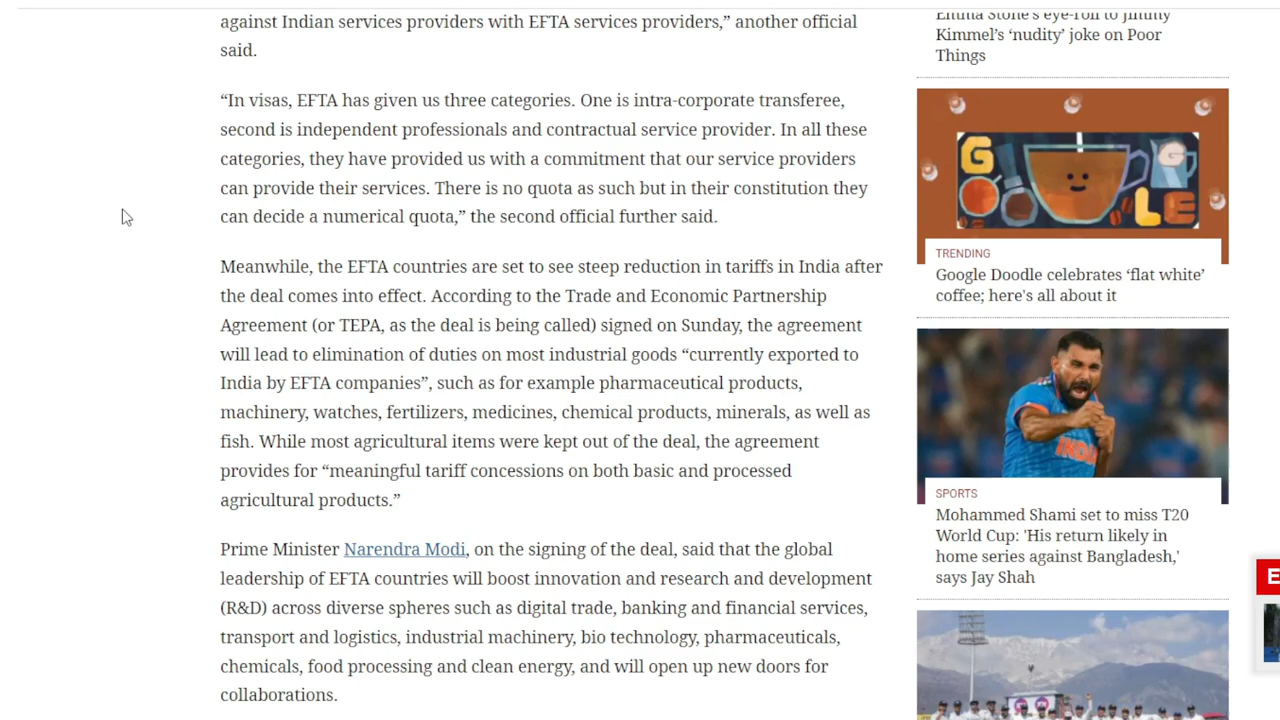 against Indian services providers with EFTA services providers,” another official
said.
“In visas, EFTA has given us three categories. One is intra-corporate transferee,
second is independent professionals and contractual service provider. In all these
categories, they have provided us with a commitment that our service providers
can provide their services. There is no quota as such but in their constitution they
can decide a numerical quota,” the second official further said.
Meanwhile, the EFTA countries are set to see steep reduction in tariffs in India after
the deal comes into effect. According to the Trade and Economic Partnership
Agreement (or TEPA, as the deal is being called) signed on Sunday, the agreement
will lead to elimination of duties on most industrial goods “currently exported to
India by EFTA companies”, such as for example pharmaceutical products,
machinery, watches, fertilizers, medicines, chemical products, minerals, as well as
fish. While most agricultural items were kept out of the deal, the agreement
provides for “meaningful tariff concessions on both basic and processed
agricultural products.”
Prime Minister Narendra Modi, on the signing of the deal, said that the global
leadership of EFTA countries will boost innovation and research and development
(R&D) across diverse spheres such as digital trade, banking and financial services,
transport and logistics, industrial machinery, bio technology, pharmaceuticals,
chemicals, food processing and clean energy, and will open up new doors for
collaborations.
Emma Stone's eye-roll to Jimmy
Kimmel’s ‘nudity’ joke on Poor
Things
G G
L E
TRENDING
Google Doodle celebrates ‘flat white’
coffee; here's all about it
INDIA
SPORTS
Mohammed Shami set to miss T20
World Cup: 'His return likely in
home series against Bangladesh,'
says Jay Shah
E